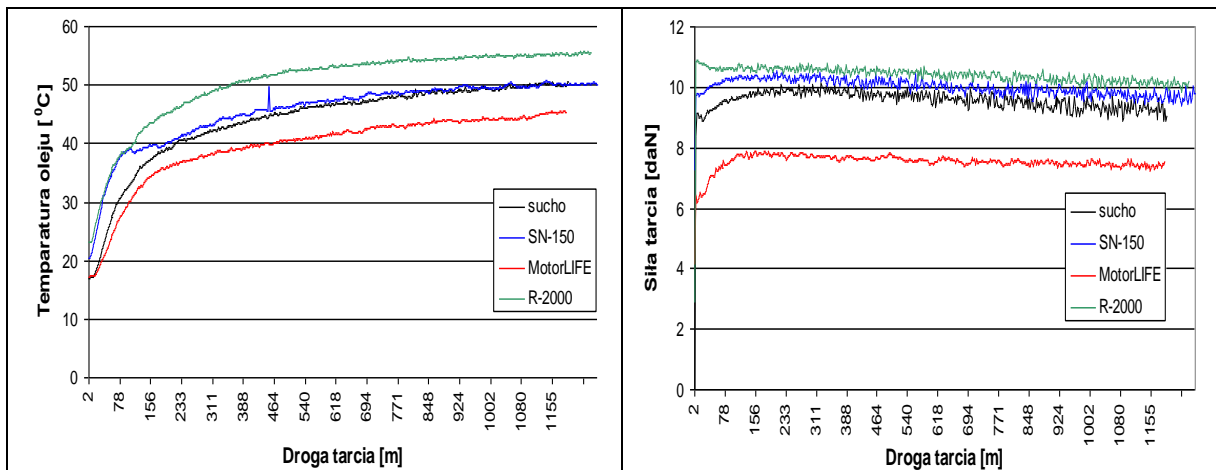 Temparatura oleju [ ⁰C]
60
50
40
30
20
10
0
sucho
SN-150
MotorLIFE
R-2000
2 78 156 233 311 388 464 540 618 694 771 848 924 1002 1080 1155
Droga tarcia [m]
Siła tarcia [daN]
12
10
8
6
4
2
0
sucho
SN-150
MotorLIFE
R-2000
2 78 156 233 311 388 464 540 618 694 771 848 924 1002 1080 1155
Droga tarcia [m]